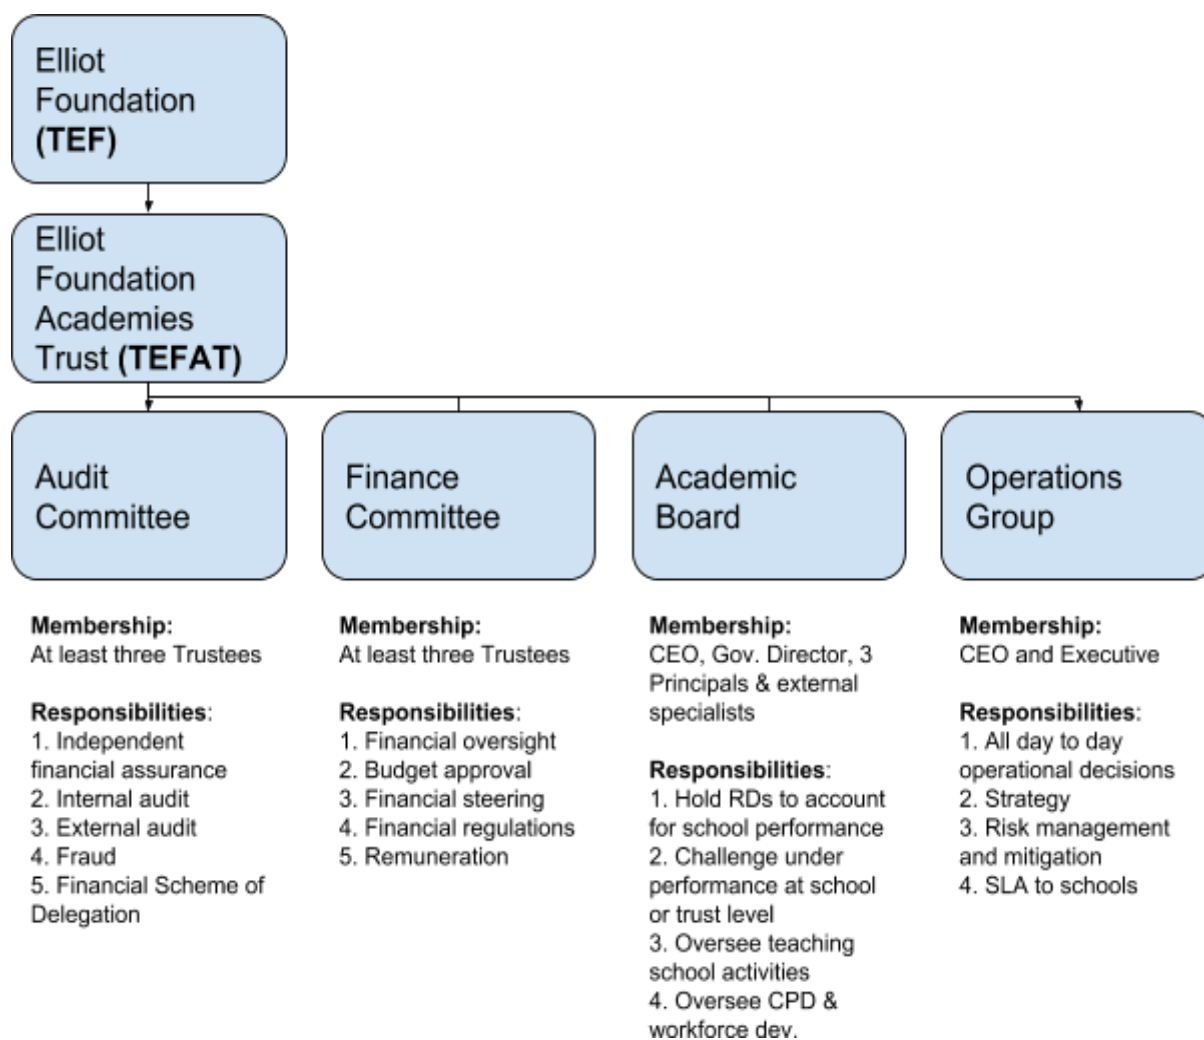 Elliot
Foundation
(TEF)
Elliot
Foundation
Academies
Trust (TEFAT)
Audit
Committee
Finance
Committee
Academic
Board
Operations
Group
Membership:
At least three Trustees
Responsibilities:
1. Independent
financial assurance
2. Internal audit
3. External audit
4. Fraud
5. Financial Scheme of
Delegation
Membership:
At least three Trustees
Responsibilities:
1. Financial oversight
2. Budget approval
3. Financial steering
4. Financial regulations
5. Remuneration
Membership:
CEO, Gov. Director, 3
Principals & external
specialists
Responsibilities:
1. Hold RDs to account
for school performance
2. Challenge under
performance at school
or trust level
3. Oversee teaching
school activities
4. Oversee CPD &
workforce dev.
Membership:
CEO and Executive
Responsibilities:
1. All day to day
operational decisions
2. Strategy
3. Risk management
and mitigation
4. SLA to schools